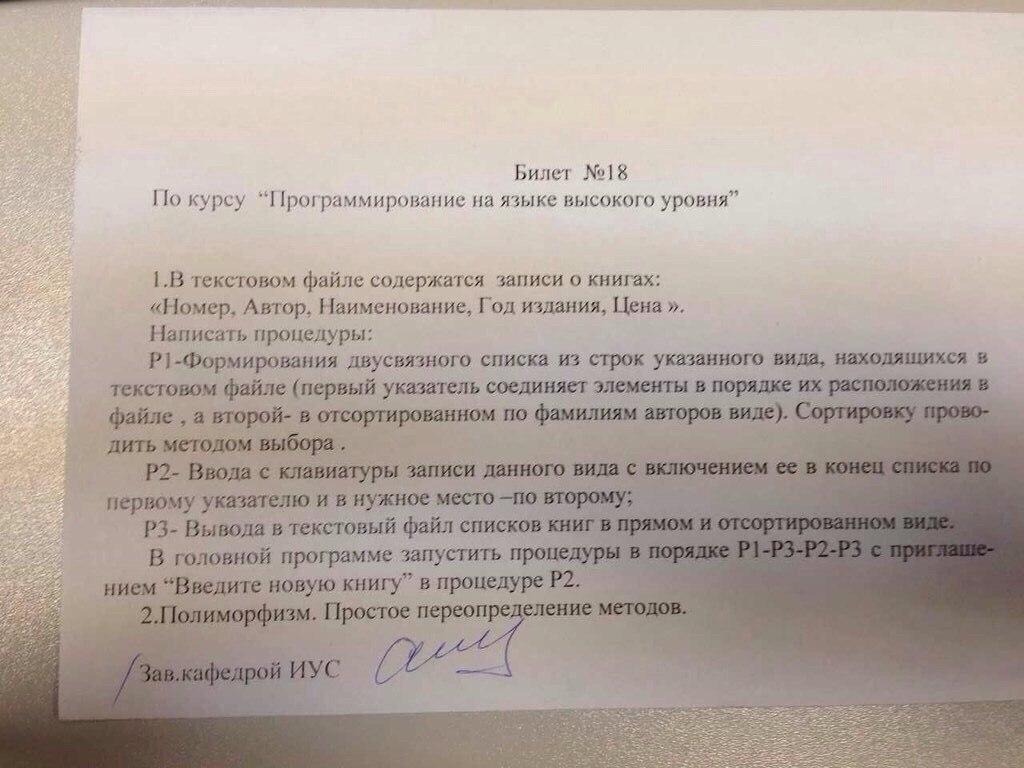 Билет №18
По курсу “Программирование на языке высокого уровня”
1.В текстовом файле содержатся записи о книгах:
«Номер, Автор, Наименование, Год издания, Цена ».
Написать процедуры:
Р1-Формирования двусвязного списка из строк указанного вида, находящихся в
текстовом файле (первый указатель соединяет элементы в порядке их расположения в
файле , а второй- в отсортированном по фамилиям авторов виде). Сортировку прово-
дить методом выбора .
Р2- Ввода с клавиатуры записи данного вида с включением ее в конец списка по
первому указателю и в нужное место –по второму;
Р3- Вывода в текстовый файл списков книг в прямом и отсортированном виде.
В головной программе запустить процедуры в порядке Р1-Р3-Р2-Р3 с приглаше-
нием “Введите новую книгу” в процедуре Р2.
2.Полиморфизм. Простое переопределение методов.
Зав.кафедрой ИУС